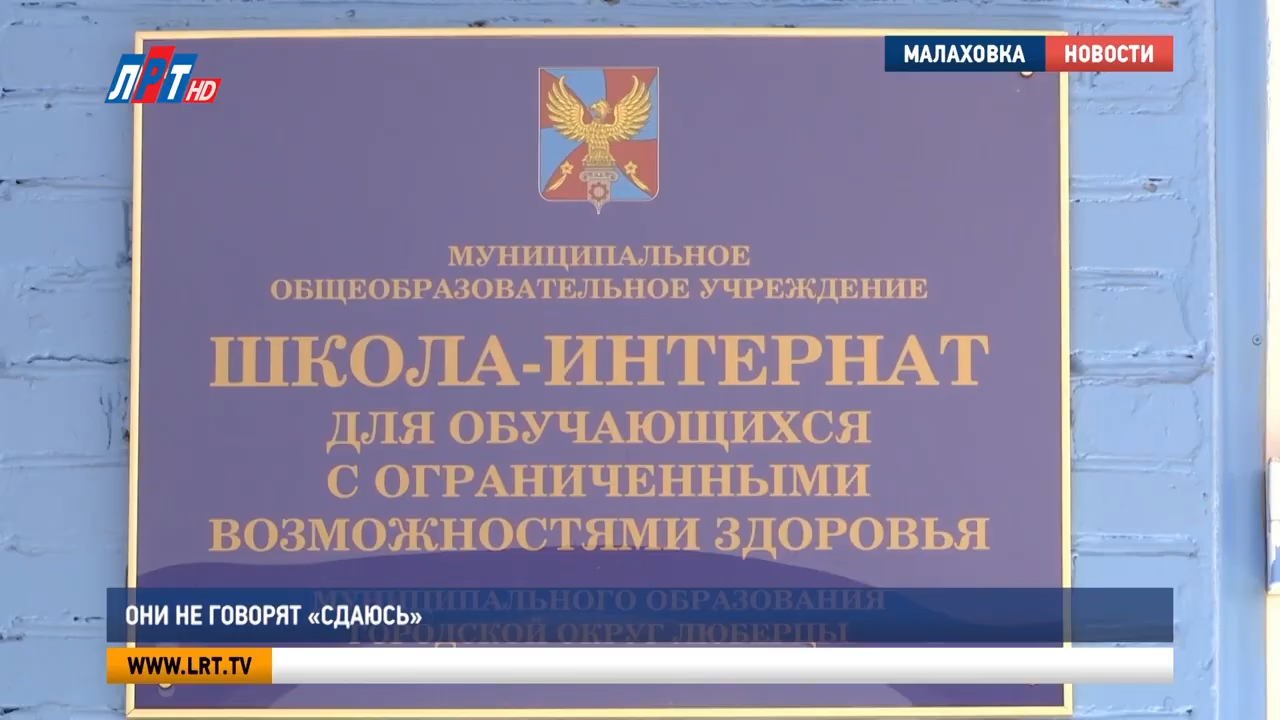 ЛРТ HD
МАЛАХОВКА НОВОСТИ
МУНИЦИПАЛЬНОЕ
ОБЩЕОБРАЗОВАТЕЛЬНОЕ УЧРЕЖДЕНИЕ
ШКОЛА-ИНТЕРНАТ
ДЛЯ ОБУЧАЮЩИХСЯ
С ОГРАНИЧЕННЫМИ
ВОЗМОЖНОСТЯМИ ЗДОРОВЬЯ
МУНИЦИПАЛЬНОГО ОБРАЗОВАНИЯ
ГОРОДСКОЙ ОКРУГ ЛЮБЕРЦЫ
ОНИ НЕ ГОВОРЯТ «СДАЮСЬ»
WWW.LRT.TV